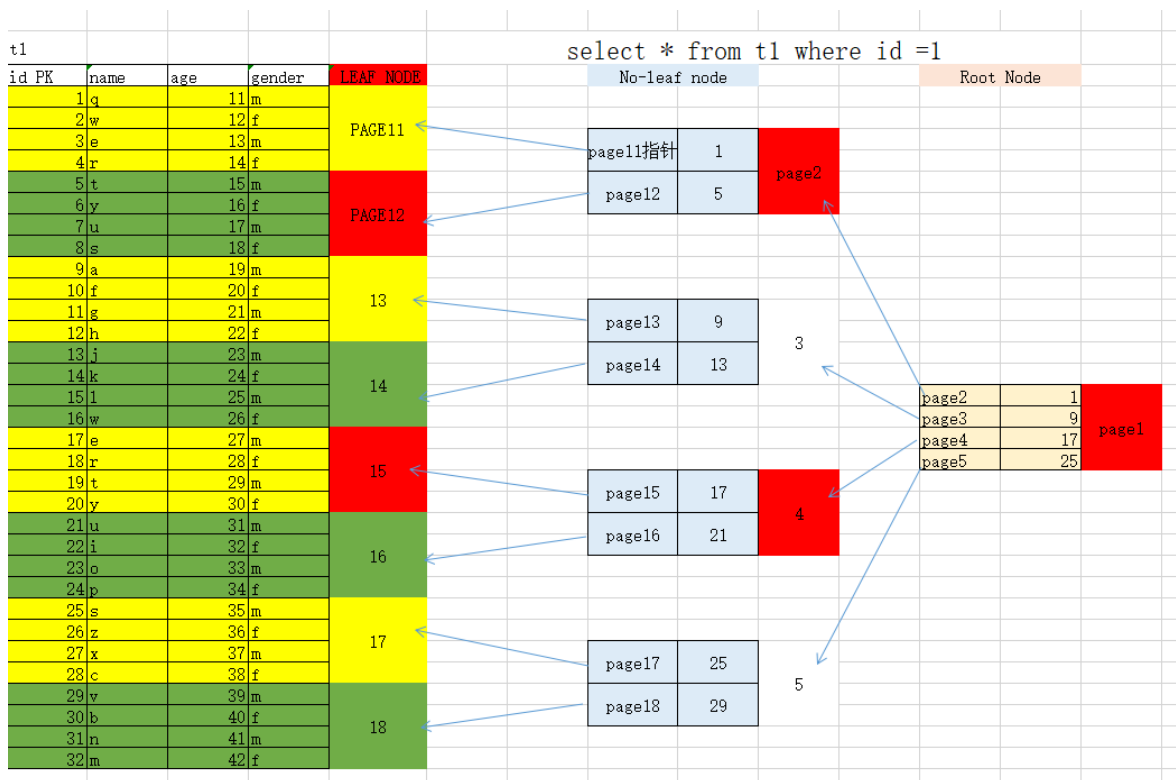 t1
select * from t1 where id =1
id PK name age gender LEAF NODE No-leaf node Root Node
1 q 11 m
2 w 12 f
3 e 13 m
4 r 14 f
PAGE11
5 t 15 m
6 y 16 f
7 u 17 m
8 s 18 f
PAGE12
9 a 19 m
10 f 20 f
11 g 21 m
12 h 22 f
13
13 j 23 m
14 k 24 f
15 l 25 m
16 w 26 f
14
17 e 27 m
18 r 28 f
19 t 29 m
20 y 30 f
15
21 u 31 m
22 i 32 f
23 o 33 m
24 p 34 f
16
25 s 35 m
26 z 36 f
27 x 37 m
28 c 38 f
17
29 v 39 m
30 b 40 f
31 n 41 m
32 m 42 f
18
page11指针 1
page12 5
page2
page13 9
page14 13
3
page15 17
page16 21
4
page17 25
page18 29
5
page2 1
page3 9
page4 17
page5 25
page1